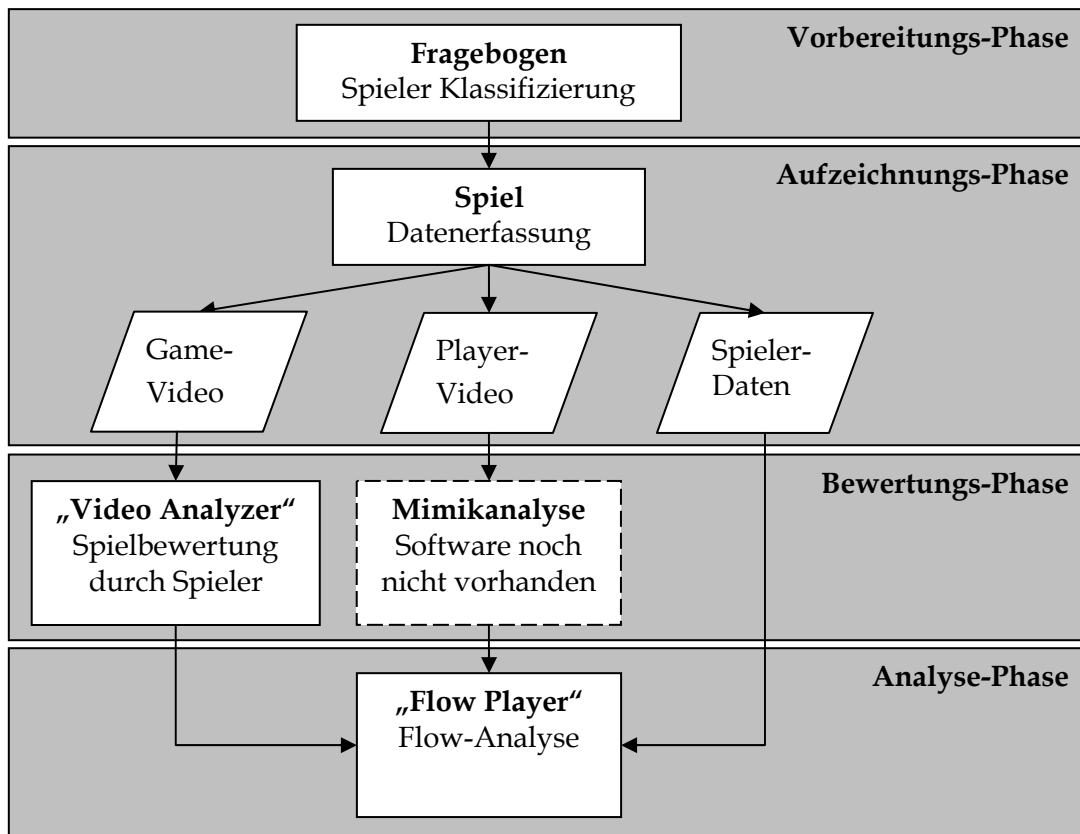 Vorbereitungs-Phase
Fragebogen
Spieler Klassifizierung
Aufzeichnungs-Phase
Spiel
Datenerfassung
Game-
Video
Player-
Video
Spieler-
Daten
Bewertungs-Phase
„Video Analyzer“
Spielbewertung
durch Spieler
Mimikanalyse
Software noch
nicht vorhanden
Analyse-Phase
„Flow Player“
Flow-Analyse